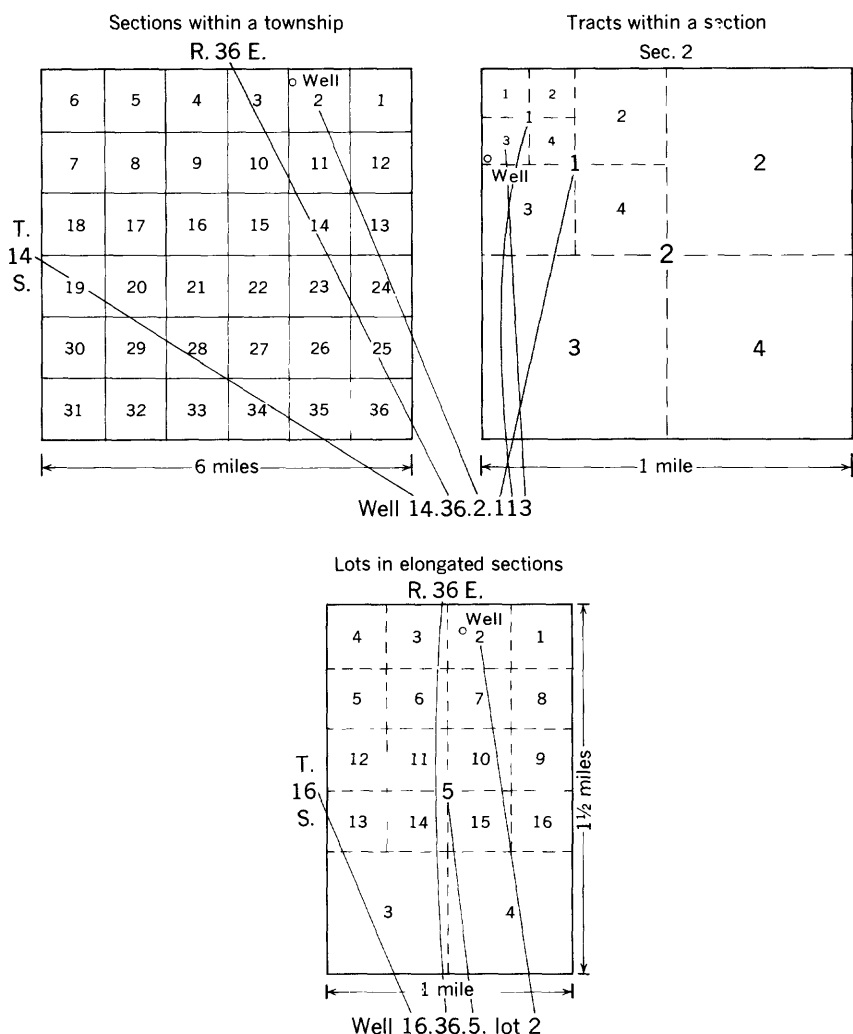 Sections within a township
R. 36 E.
Well
6 5 4 3 2 1
7 8 9 10 11 12
T. 14 S.
18 17 16 15 14 13
19 20 21 22 23 24
30 29 28 27 26 25
31 32 33 34 35 36
6 miles
Tracts within a section
Sec. 2
1 2
1
3 4
2
Well
1
2
3 4
2
3 4
1 mile
Well 14.36.2.113
Lots in elongated sections
R. 36 E.
Well
4 3 2 1
5 6 7 8
T. 16 S.
12 11 10 9
5
13 14 15 16
3 4
1½ miles
1 mile
Well 16.36.5. lot 2